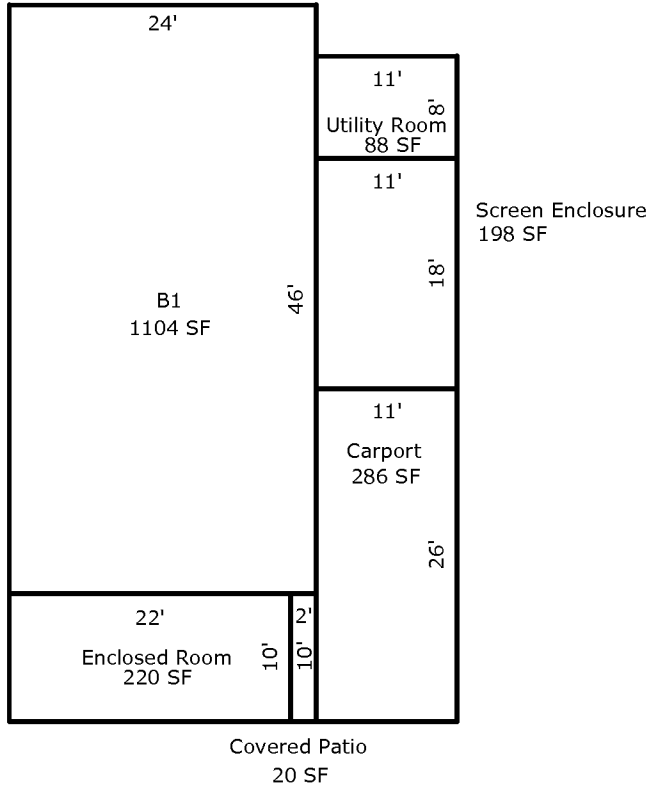 24'
11'
8'
Utility Room
88 SF
11'
Screen Enclosure
198 SF
18'
46'
B1
1104 SF
11'
Carport
286 SF
26'
22'
2'
10'
10'
Enclosed Room
220 SF
Covered Patio
20 SF